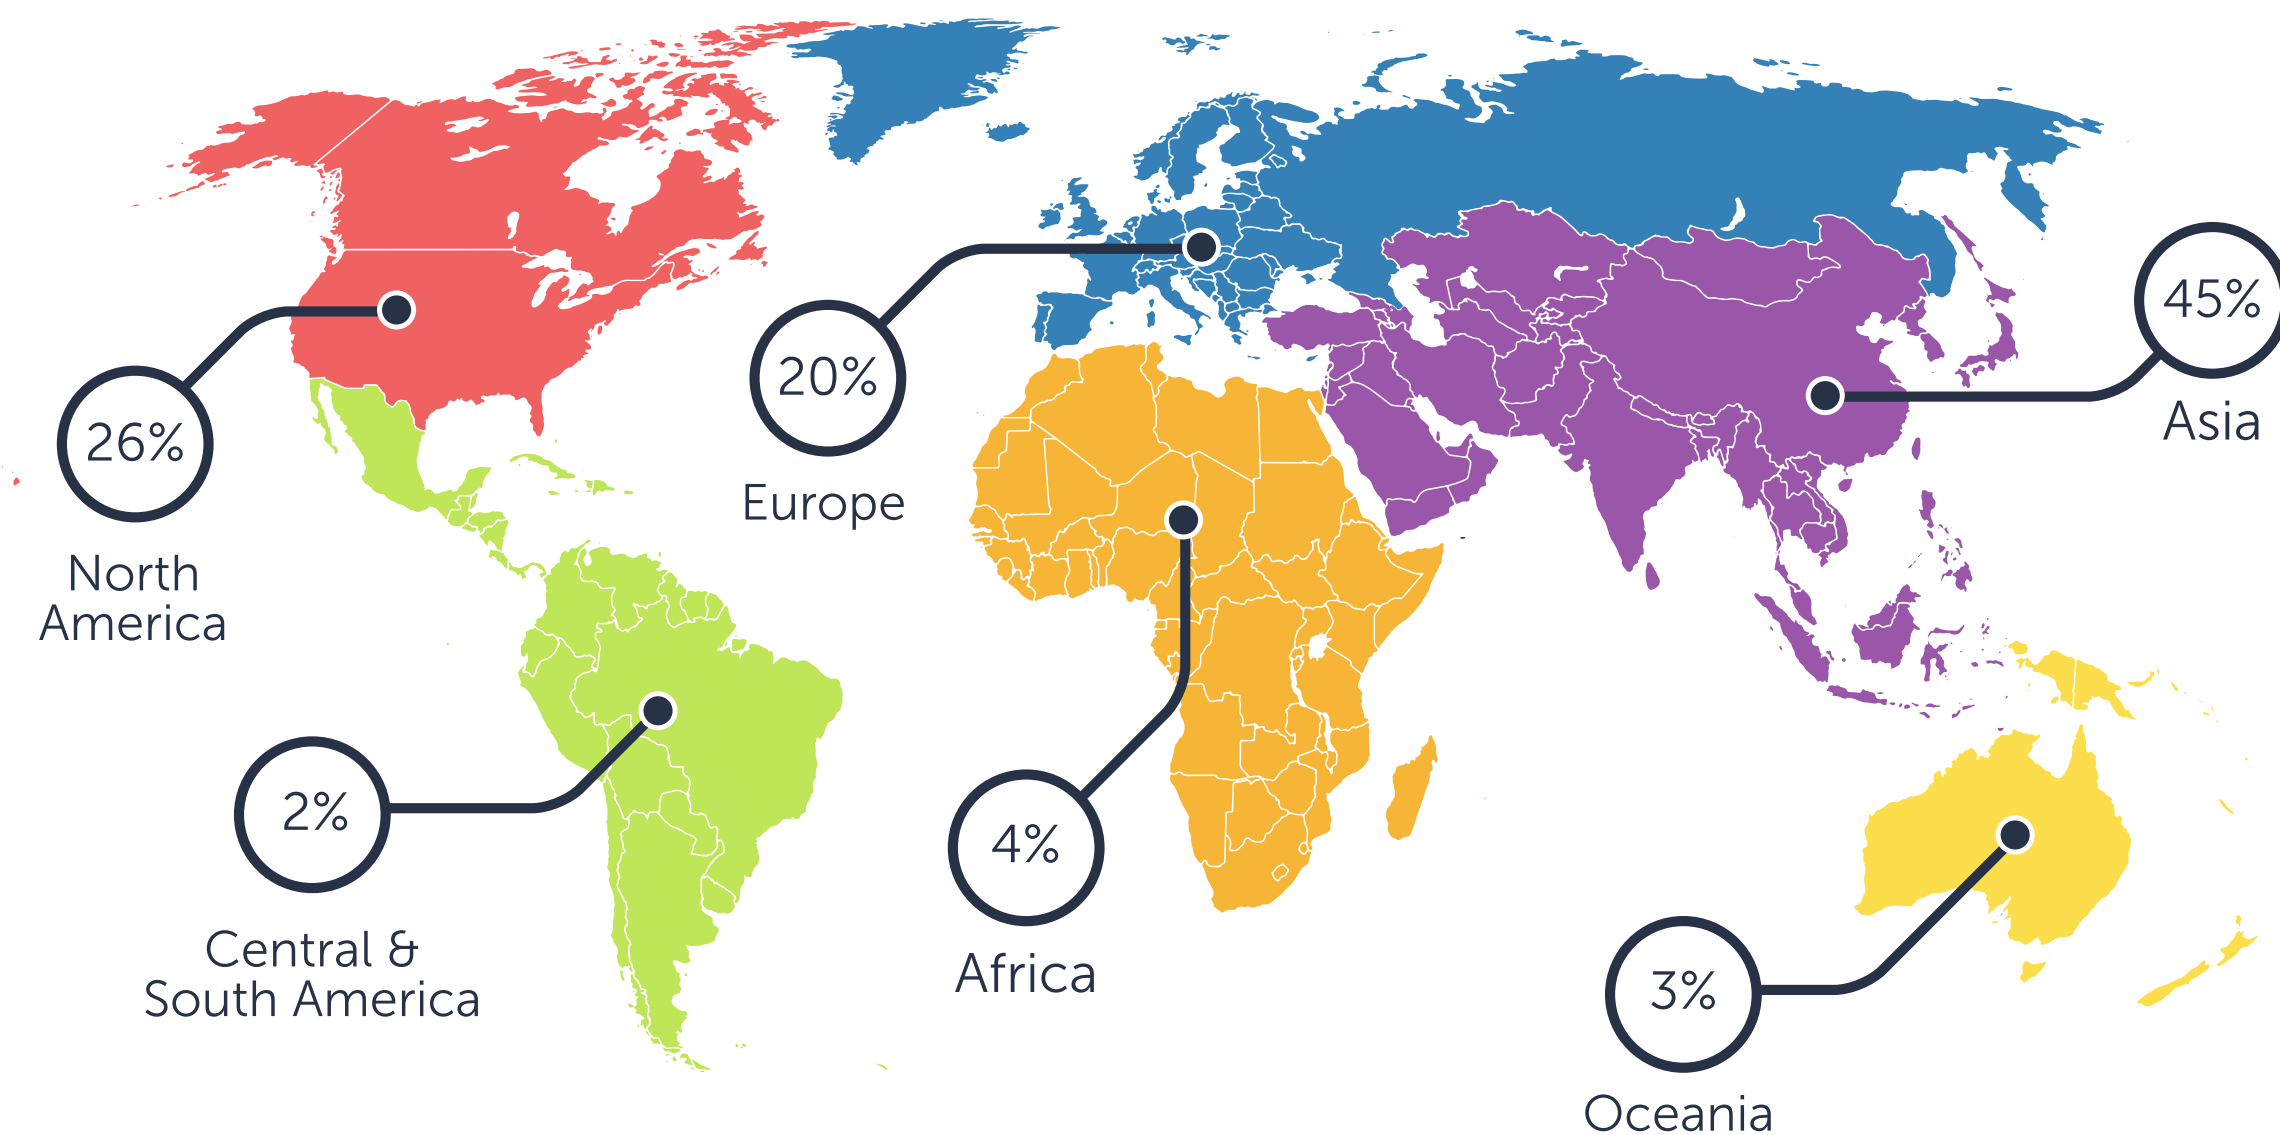 26%
North
America
20%
Europe
45%
Asia
2%
Central &
South America
4%
Africa
3%
Oceania